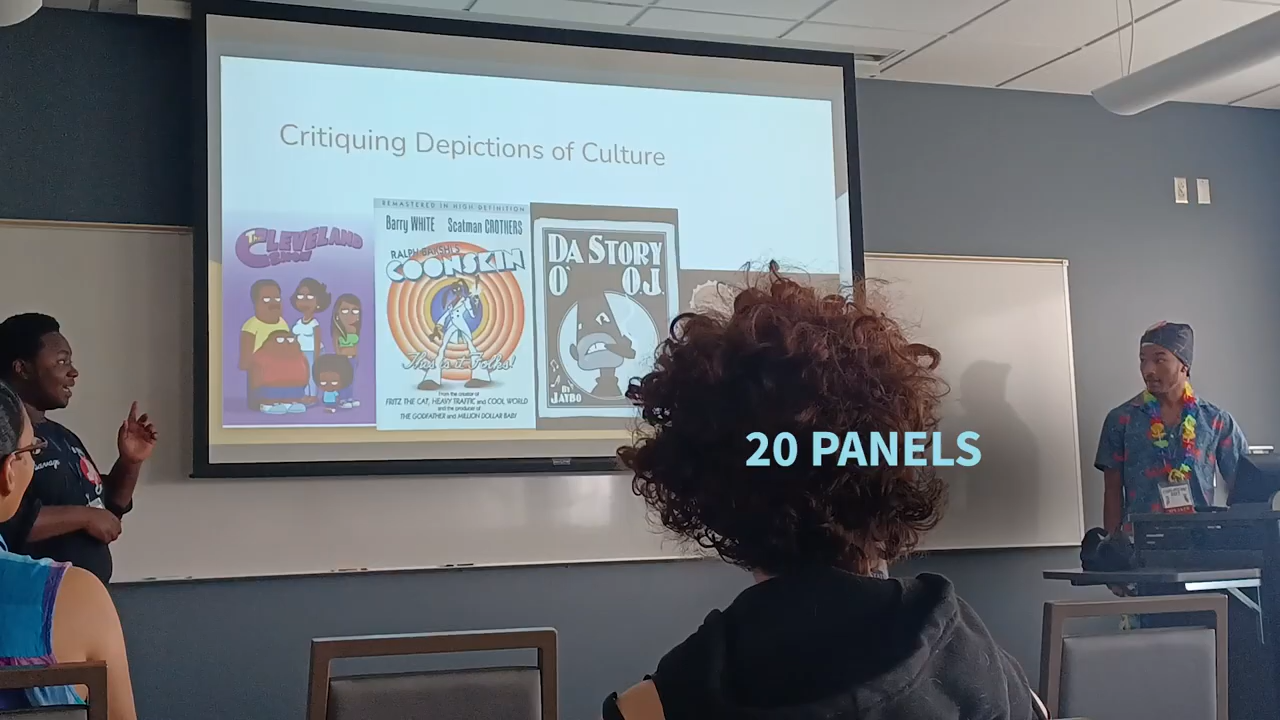 Critiquing Depictions of Culture
The
CLEVELAND
SHOW
REMASTERED IN HIGH DEFINITION
Barry WHITE Scatman CROTHERS
RALPH BAKSHI'S
COONSKIN
This is it Folks!
From the creator of
FRITZ THE CAT, HEAVY TRAFFIC and COOL WORLD
and the producer of
THE GODFATHER and MILLION DOLLAR BABY
DA STORY
O' O.J.
BY
JAYBO
20 PANELS